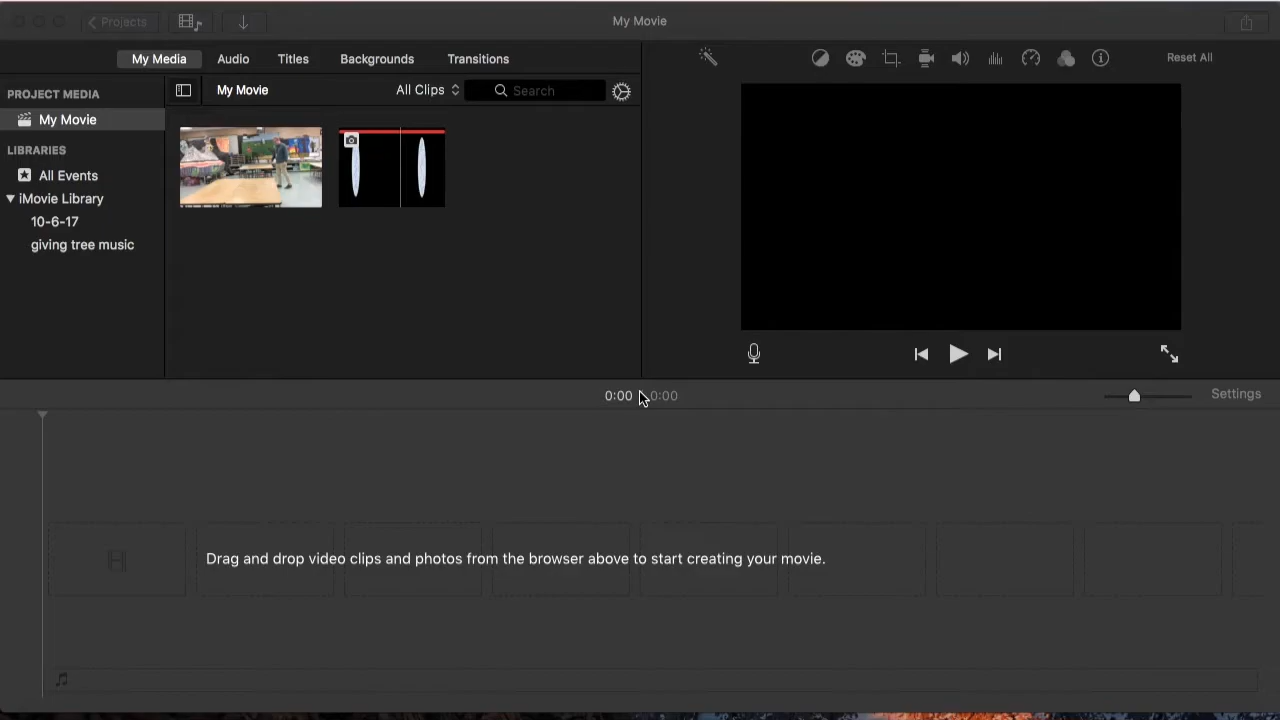 Projects
My Movie
My Media
Audio
Titles
Backgrounds
Transitions
Reset All
PROJECT MEDIA
My Movie
LIBRARIES
All Events
iMovie Library
10-6-17
giving tree music
My Movie
All Clips
Search
0:00
0:00
Settings
Drag and drop video clips and photos from the browser above to start creating your movie.